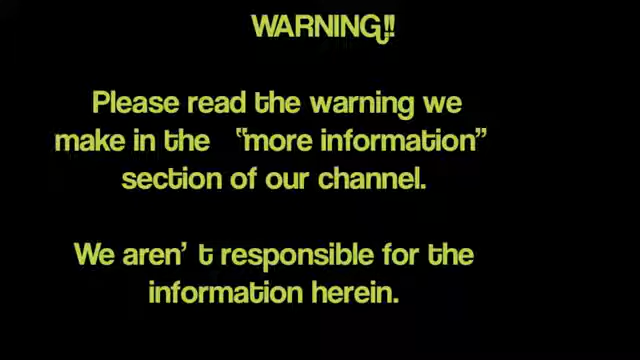 WARNING!!
Please read the warning we
make in the "more information"
section of our channel.
We aren' t responsible for the
information herein.